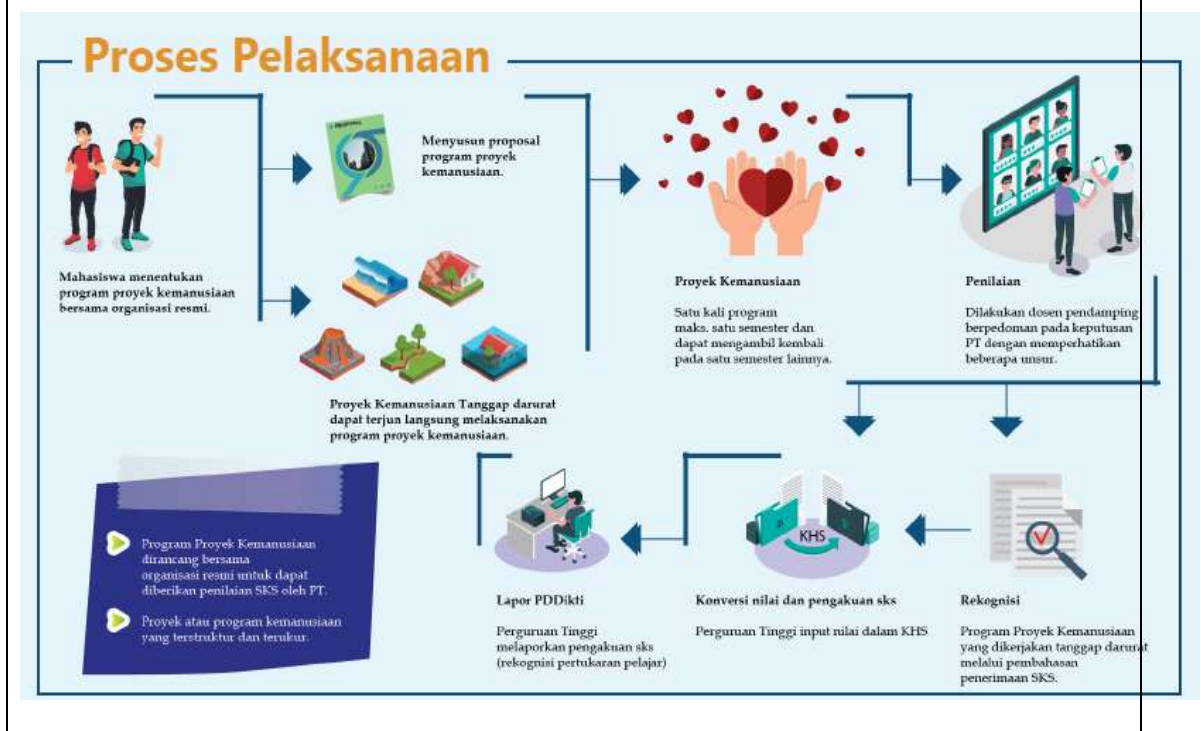 Proses Pelaksanaan
Mahasiswa menentukan
program proyek kemanusiaan
bersama organisasi resmi.
Menyusun proposal
program proyek
kemanusiaan.
Proyek Kemanusiaan Tanggap darurat
dapat terjun langsung melaksanakan
program proyek kemanusiaan.
Proyek Kemanusiaan
Satu kali program
maks. satu semester dan
dapat mengambil kembali
pada satu semester lainnya.
Penilaian
Dilakukan dosen pendamping
berpedoman pada keputusan
PT dengan memperhatikan
beberapa unsur.
Rekognisi
Program Proyek Kemanusiaan
yang dikerjakan tanggap darurat
melalui pembahasan
penerimaan SKS.
KHS
Konversi nilai dan pengakuan sks
Perguruan Tinggi input nilai dalam KHS
Lapor PDDikti
Perguruan Tinggi
melaporkan pengakuan sks
(rekognisi pertukaran pelajar)
Program Proyek Kemanusiaan
dirancang bersama
organisasi resmi untuk dapat
diberikan penilaian SKS oleh PT.
Proyek atau program kemanusiaan
yang terstruktur dan terukur.